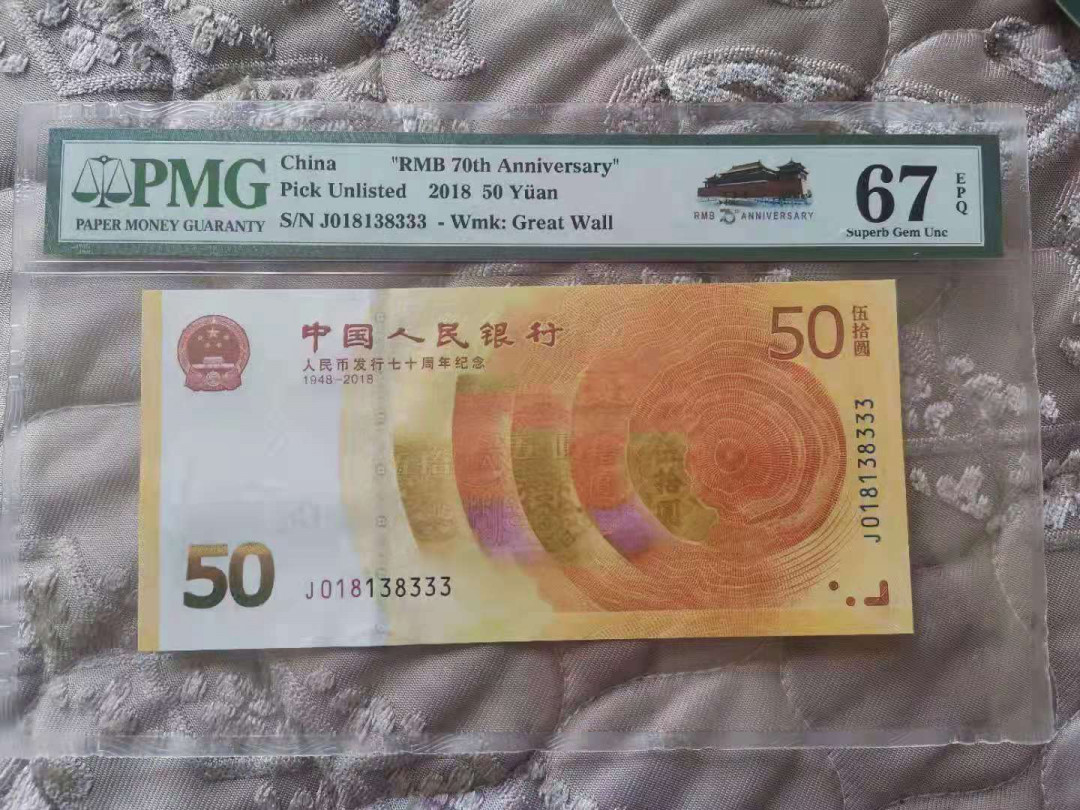 PMG
PAPER MONEY GUARANTY
China "RMB 70th Anniversary"
Pick Unlisted 2018 50 Yüan
S/N J018138333 - Wmk: Great Wall
RMB 70th ANNIVERSARY
67
EPQ
Superb Gem Unc
中国人民银行
人民币发行七十周年纪念
1948-2018
50
伍拾圆
J018138333
50
J018138333